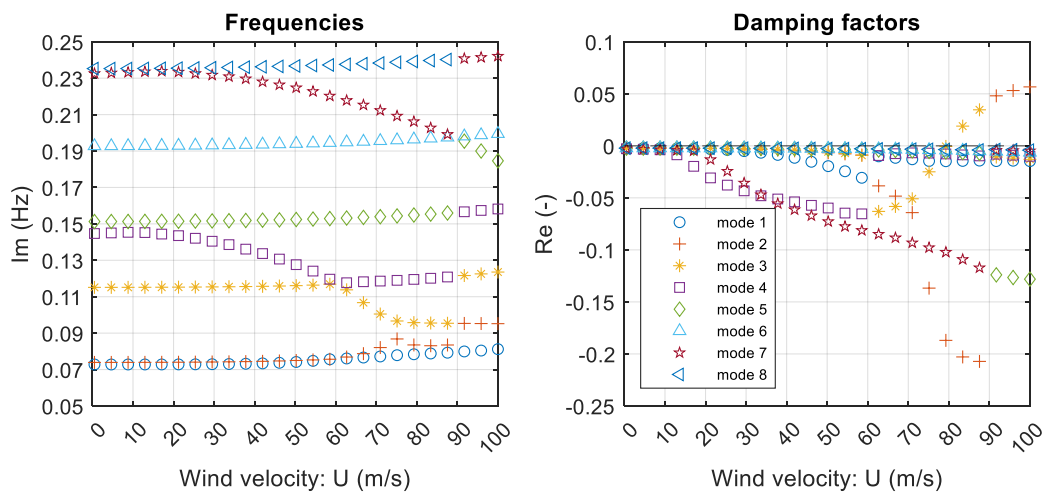 Frequencies
Im (Hz)
0.25
0.23
0.21
0.19
0.17
0.15
0.13
0.11
0.09
0.07
0.05
0 10 20 30 40 50 60 70 80 90 100
Wind velocity: U (m/s)
Damping factors
Re (-)
0.1
0.05
0
-0.05
-0.1
-0.15
-0.2
-0.25
mode 1
mode 2
mode 3
mode 4
mode 5
mode 6
mode 7
mode 8
0 10 20 30 40 50 60 70 80 90 100
Wind velocity: U (m/s)